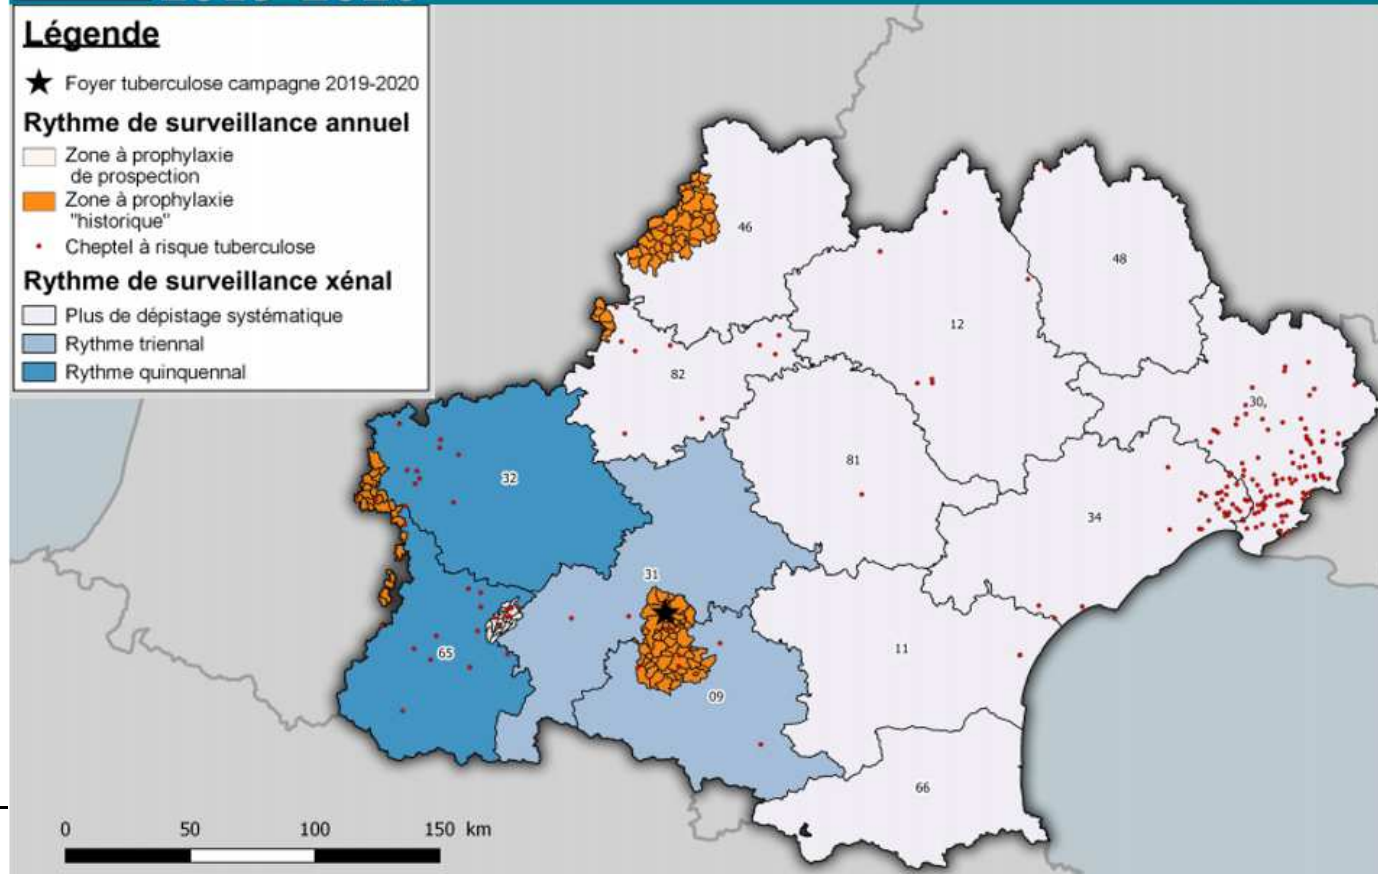 Légende
Foyer tuberculose campagne 2019-2020
Rythme de surveillance annuel
Zone à prophylaxie
de prospection
Zone à prophylaxie
"historique"
Cheptel à risque tuberculose
Rythme de surveillance xénal
Plus de dépistage systématique
Rythme triennal
Rythme quinquennal
46
48
12
82
30,
81
32
34
31
11
65
09
66
0 50 100 150 km